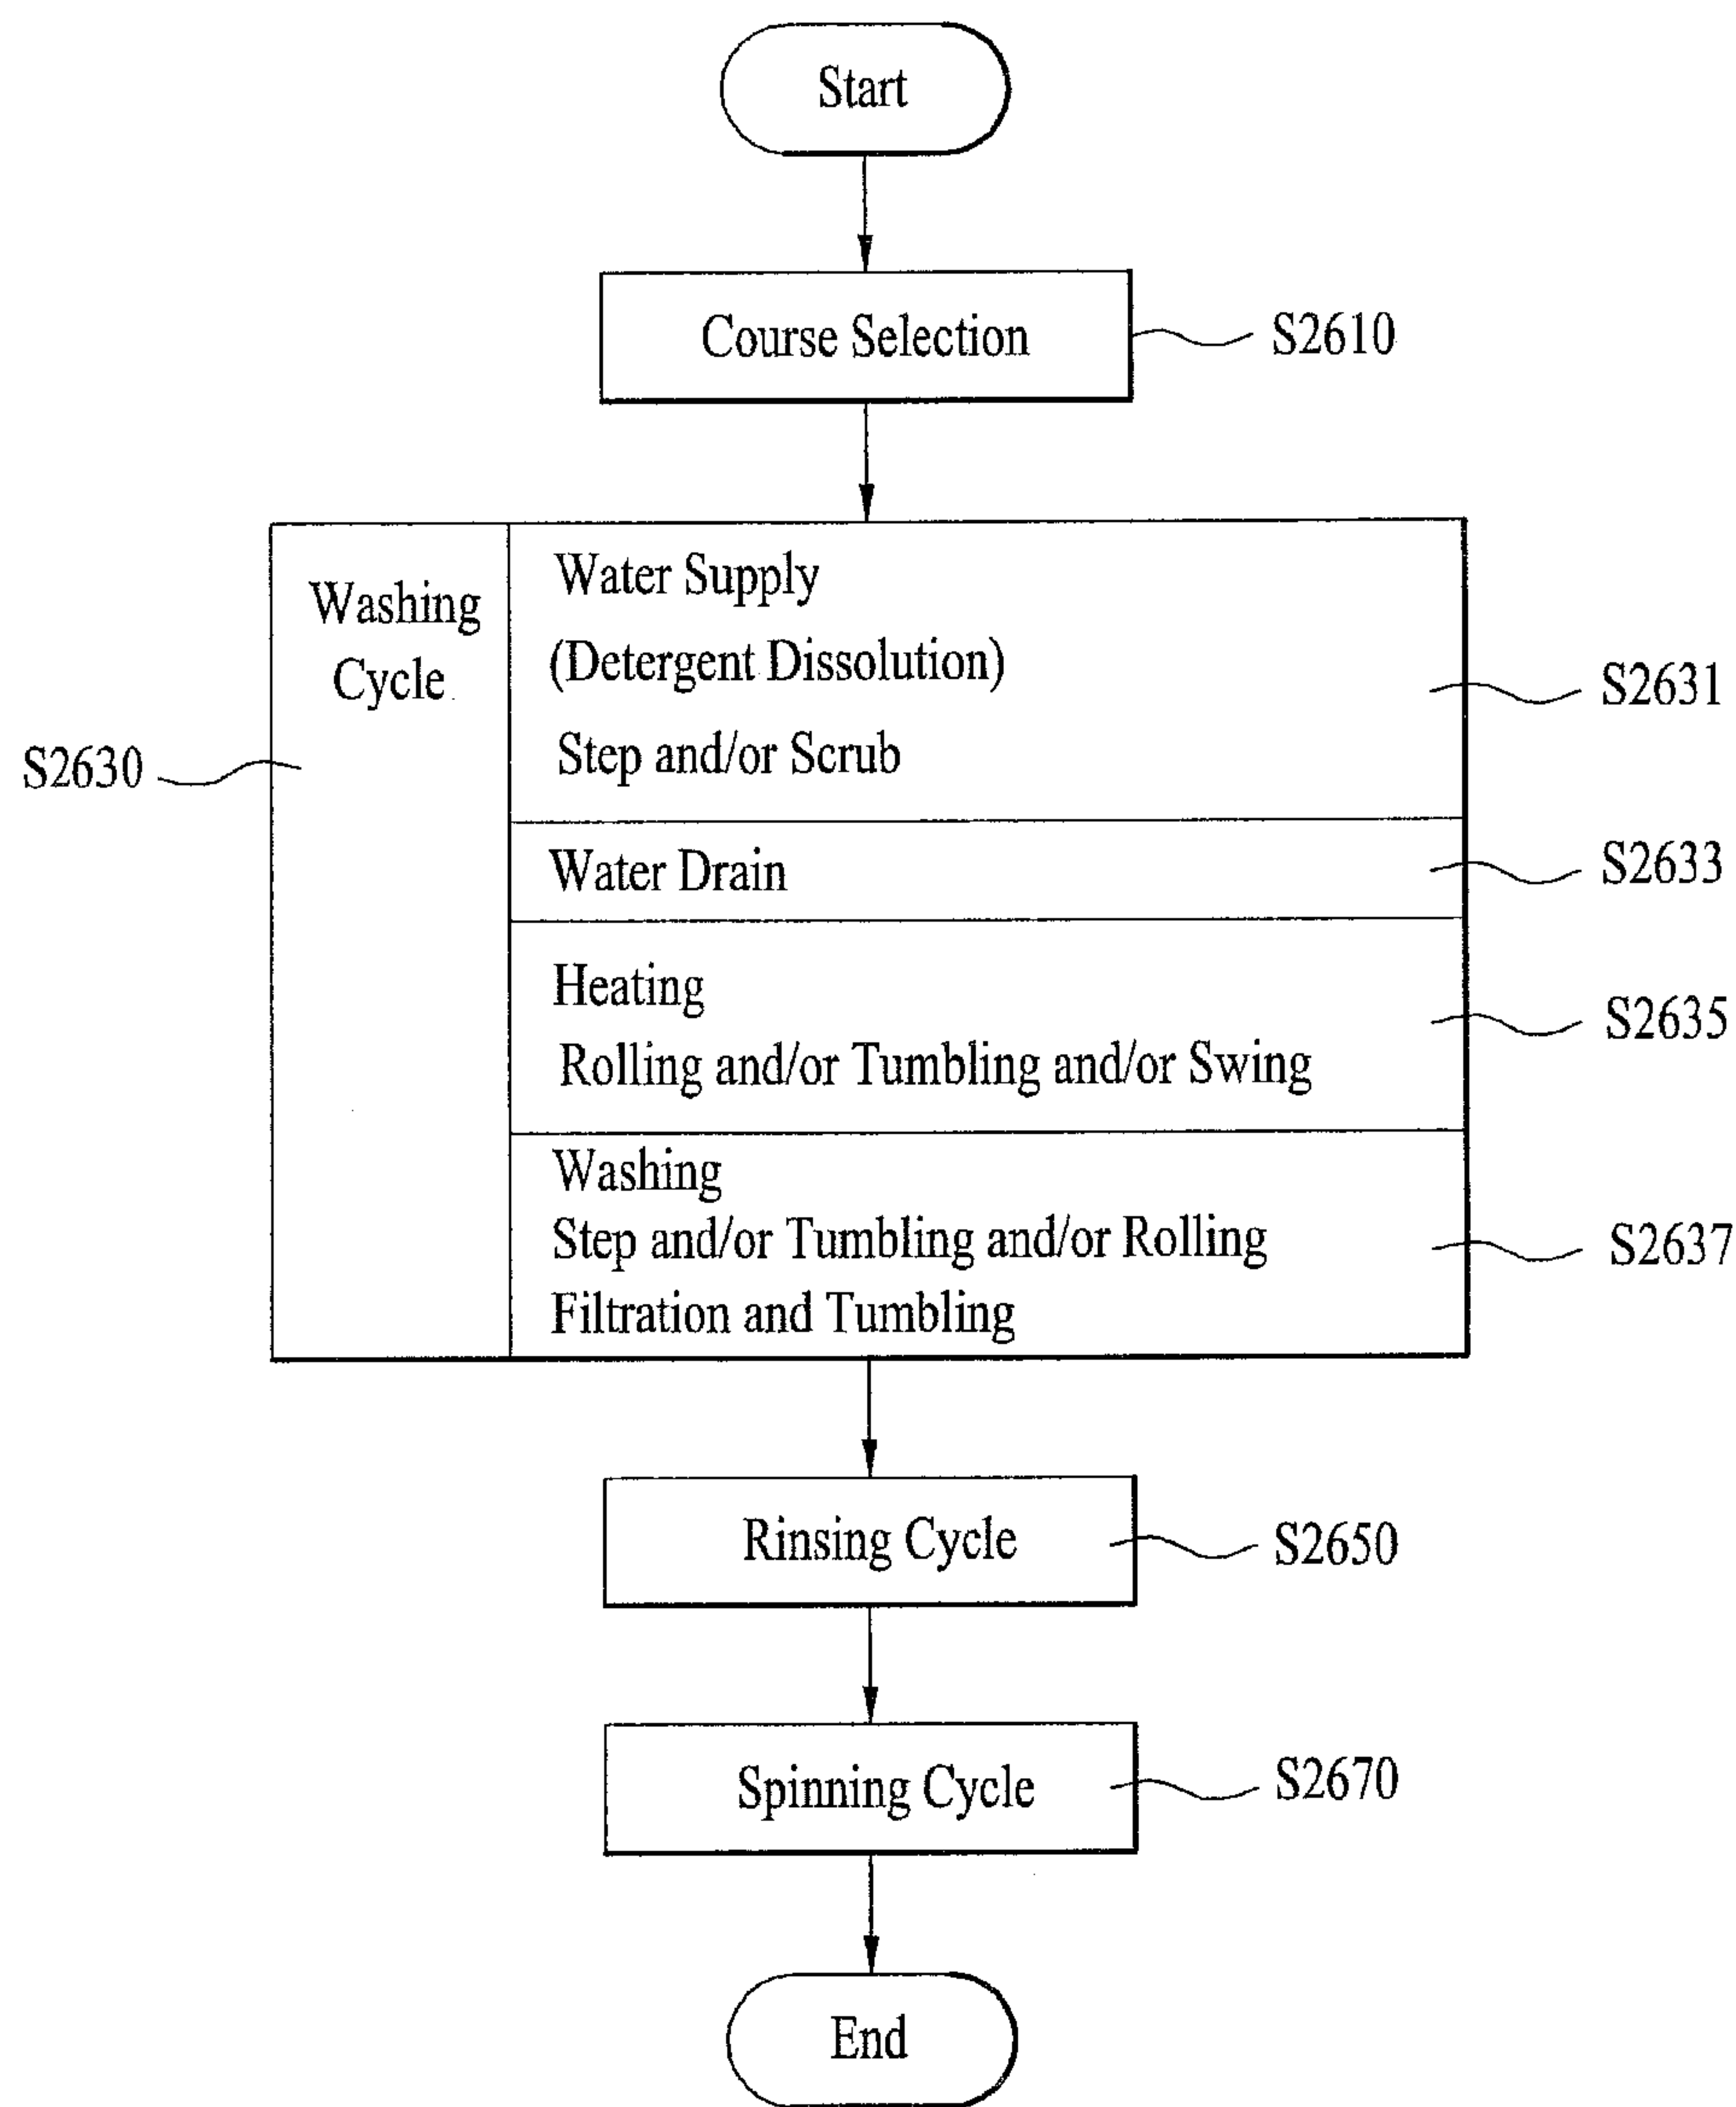 Start
Course Selection
S2610
Washing
Cycle
S2630
Water Supply
(Detergent Dissolution)
Step and/or Scrub
S2631
Water Drain
S2633
Heating
Rolling and/or Tumbling and/or Swing
S2635
Washing
Step and/or Tumbling and/or Rolling
Filtration and Tumbling
S2637
Rinsing Cycle
S2650
Spinning Cycle
S2670
End